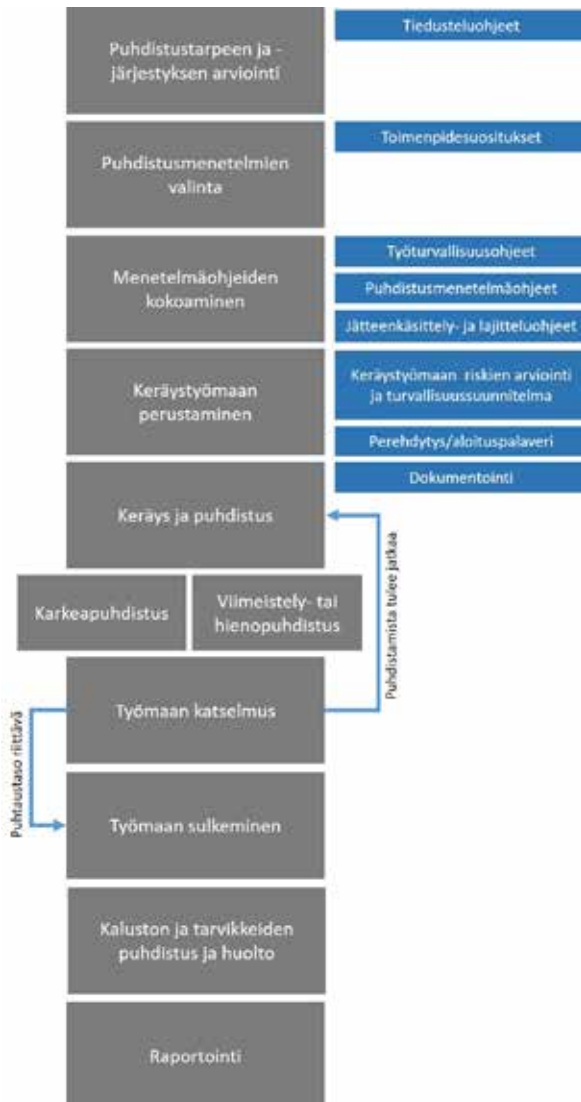 Puhdistustarpeen ja -
järjestyksen arviointi
Tiedusteluohjeet
Puhdistusmenetelmien
valinta
Toimenpidesuositukset
Menetelmäohjeiden
kokoaminen
Työturvallisuusohjeet
Puhdistusmenetelmäohjeet
Jätteenkäsittely- ja lajitteluohjeet
Keräystyömaan
perustaminen
Keräystyömaan riskien arviointi
ja turvallisuussuunnitelma
Perehdytys/aloituspalaveri
Dokumentointi
Keräys ja puhdistus
Karkeapuhdistus
Viimeistely- tai
hienopuhdistus
Puhdistamista tulee jatkaa
Työmaan katselmus
Puhtaustaso riittävä
Työmaan sulkeminen
Kaluston ja tarvikkeiden
puhdistus ja huolto
Raportointi